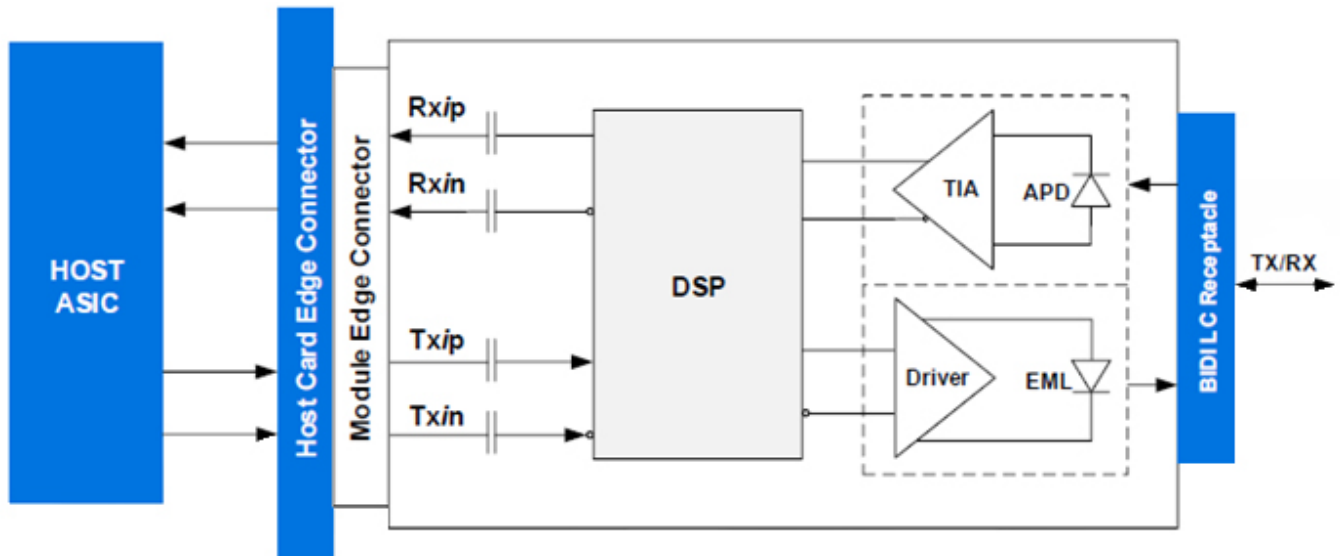 HOST
ASIC
Host Card Edge Connector
Module Edge Connector
Rxip
Rxin
Txip
Txin
DSP
TIA
APD
Driver
EML
BIDI LC Receptacle
TX/RX